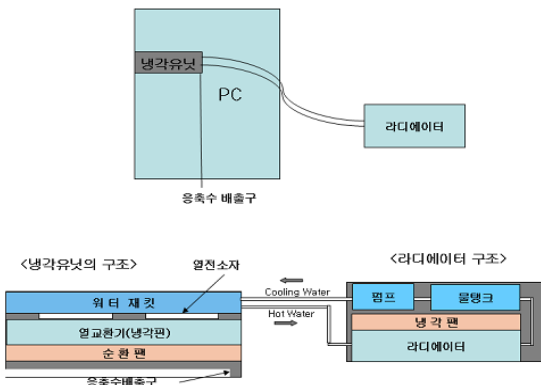 냉각유닛
PC
라디에이터
응축수 배출구
<냉각유닛의 구조>
열전소자
<라디에이터 구조>
워터 재킷
Cooling Water
Hot Water
펌프
물탱크
냉각팬
라디에이터
열교환기(냉각판)
순환팬
응축수배출구